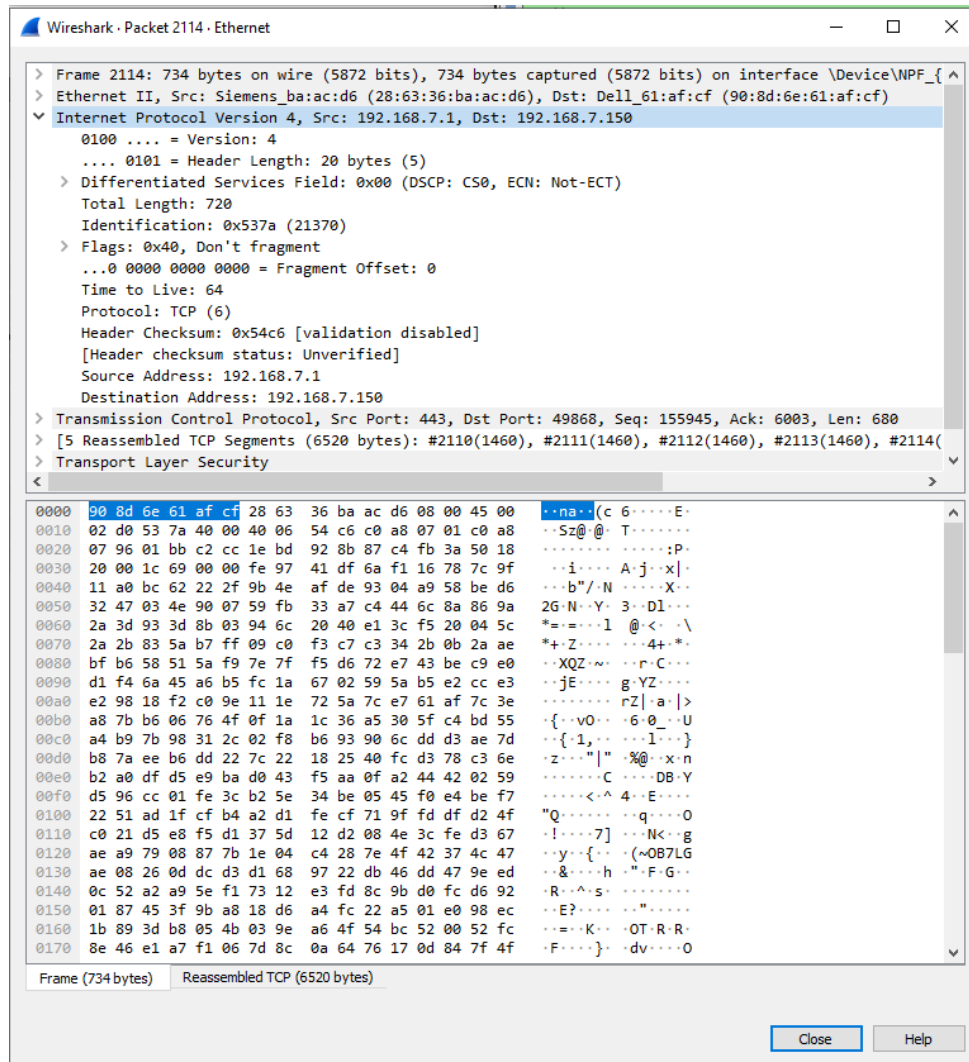 Wireshark · Packet 2114 · Ethernet
Frame 2114: 734 bytes on wire (5872 bits), 734 bytes captured (5872 bits) on interface \Device\NPF_{
Ethernet II, Src: Siemens_ba:ac:d6 (28:63:36:ba:ac:d6), Dst: Dell_61:af:cf (90:8d:6e:61:af:cf)
Internet Protocol Version 4, Src: 192.168.7.1, Dst: 192.168.7.150
0100 .... = Version: 4
.... 0101 = Header Length: 20 bytes (5)
Differentiated Services Field: 0x00 (DSCP: CS0, ECN: Not-ECT)
Total Length: 720
Identification: 0x537a (21370)
Flags: 0x40, Don't fragment
...0 0000 0000 0000 = Fragment Offset: 0
Time to Live: 64
Protocol: TCP (6)
Header Checksum: 0x54c6 [validation disabled]
[Header checksum status: Unverified]
Source Address: 192.168.7.1
Destination Address: 192.168.7.150
Transmission Control Protocol, Src Port: 443, Dst Port: 49868, Seq: 155945, Ack: 6003, Len: 680
[5 Reassembled TCP Segments (6520 bytes): #2110(1460), #2111(1460), #2112(1460), #2113(1460), #2114(
Transport Layer Security
0000 90 8d 6e 61 af cf 28 63 36 ba ac d6 08 00 45 00 ··na··(c 6·····E·
0010 02 d0 53 7a 40 00 40 06 54 c6 c0 a8 07 01 c0 a8 ··Sz@·@· T·······
0020 07 96 01 bb c2 cc 1e bd 92 8b 87 c4 fb 3a 50 18 ········ ·····:P·
0030 20 00 1c 69 00 00 fe 97 41 df 6a f1 16 78 7c 9f  ··i···· A·j··x|·
0040 11 a0 bc 62 22 2f 9b 4e af de 93 04 a9 58 be d6 ···b"/·N ·····X··
0050 32 47 03 4e 90 07 59 fb 33 a7 c4 44 6c 8a 86 9a 2G·N··Y· 3··Dl···
0060 2a 3d 93 3d 8b 03 94 6c 20 40 e1 3c f5 20 04 5c *=·=···l  @·<· ·\
0070 2a 2b 83 5a b7 ff 09 c0 f3 c7 c3 34 2b 0b 2a ae *+·Z···· ···4+·*·
0080 bf b6 58 51 5a f9 7e 7f f5 d6 72 e7 43 be c9 e0 ··XQZ·~· ··r·C···
0090 d1 f4 6a 45 a6 b5 fc 1a 67 02 59 5a b5 e2 cc e3 ··jE···· g·YZ····
00a0 e2 98 18 f2 c0 9e 11 1e 72 5a 7c e7 61 af 7c 3e ········ rZ|·a·|>
00b0 a8 7b b6 06 76 4f 0f 1a 1c 36 a5 30 5f c4 bd 55 ·{··vO·· ·6·0_··U
00c0 a4 b9 7b 98 31 2c 02 f8 b6 93 90 6c dd d3 ae 7d ··{·1,·· ···l···}
00d0 b8 7a ee b6 dd 22 7c 22 18 25 40 fc d3 78 c3 6e ·z···"|" ·%@··x·n
00e0 b2 a0 df d5 e9 ba d0 43 f5 aa 0f a2 44 42 02 59 ·······C ····DB·Y
00f0 d5 96 cc 01 fe 3c b2 5e 34 be 05 45 f0 e4 be f7 ·····<·^ 4··E····
0100 22 51 ad 1f cf b4 a2 d1 fe cf 71 9f fd df d2 4f "Q······ ··q····O
0110 c0 21 d5 e8 f5 d1 37 5d 12 d2 08 4e 3c fe d3 67 ·!····7] ···N<··g
0120 ae a9 79 08 87 7b 1e 04 c4 28 7e 4f 42 37 4c 47 ··y··{·· ·(~OB7LG
0130 ae 08 26 0d dc d3 d1 68 97 22 db 46 dd 47 9e ed ··&····h ·"·F·G··
0140 0c 52 a2 a9 5e f1 73 12 e3 fd 8c 9b d0 fc d6 92 ·R··^·s· ········
0150 01 87 45 3f 9b a8 18 d6 a4 fc 22 a5 01 e0 98 ec ··E?···· ··"·····
0160 1b 89 3d b8 05 4b 03 9e a6 4f 54 bc 52 00 52 fc ··=··K·· ·OT·R·R·
0170 8e 46 e1 a7 f1 06 7d 8c 0a 64 76 17 0d 84 7f 4f ·F····}· ·dv····O
Frame (734 bytes) Reassembled TCP (6520 bytes)
Close Help